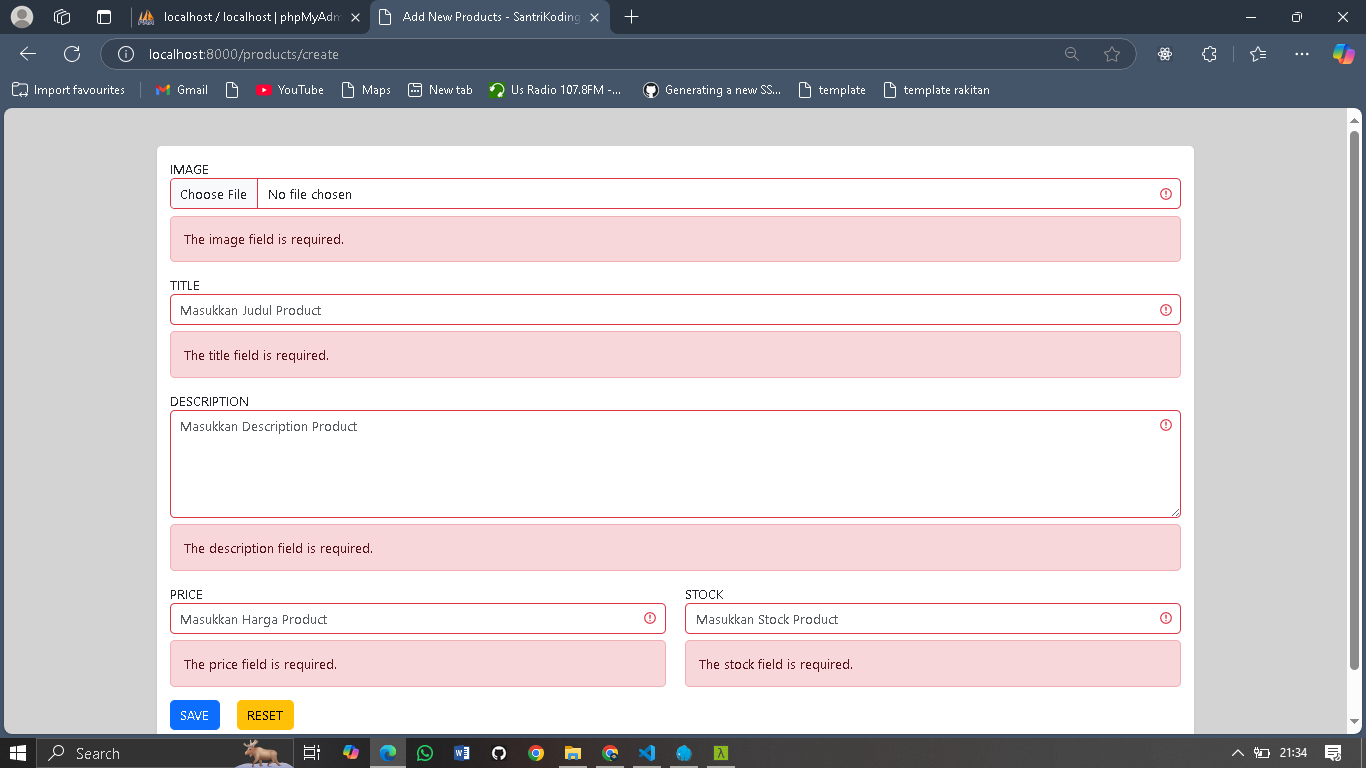 localhost / localhost | phpMyAdm
Add New Products - SantriKoding
localhost:8000/products/create
Import favourites
Gmail
YouTube
Maps
New tab
Us Radio 107.8FM -...
Generating a new SS...
template
template rakitan
IMAGE
Choose File No file chosen
The image field is required.
TITLE
Masukkan Judul Product
The title field is required.
DESCRIPTION
Masukkan Description Product
The description field is required.
PRICE
STOCK
Masukkan Harga Product
Masukkan Stock Product
The price field is required.
The stock field is required.
SAVE
RESET
Search
21:34